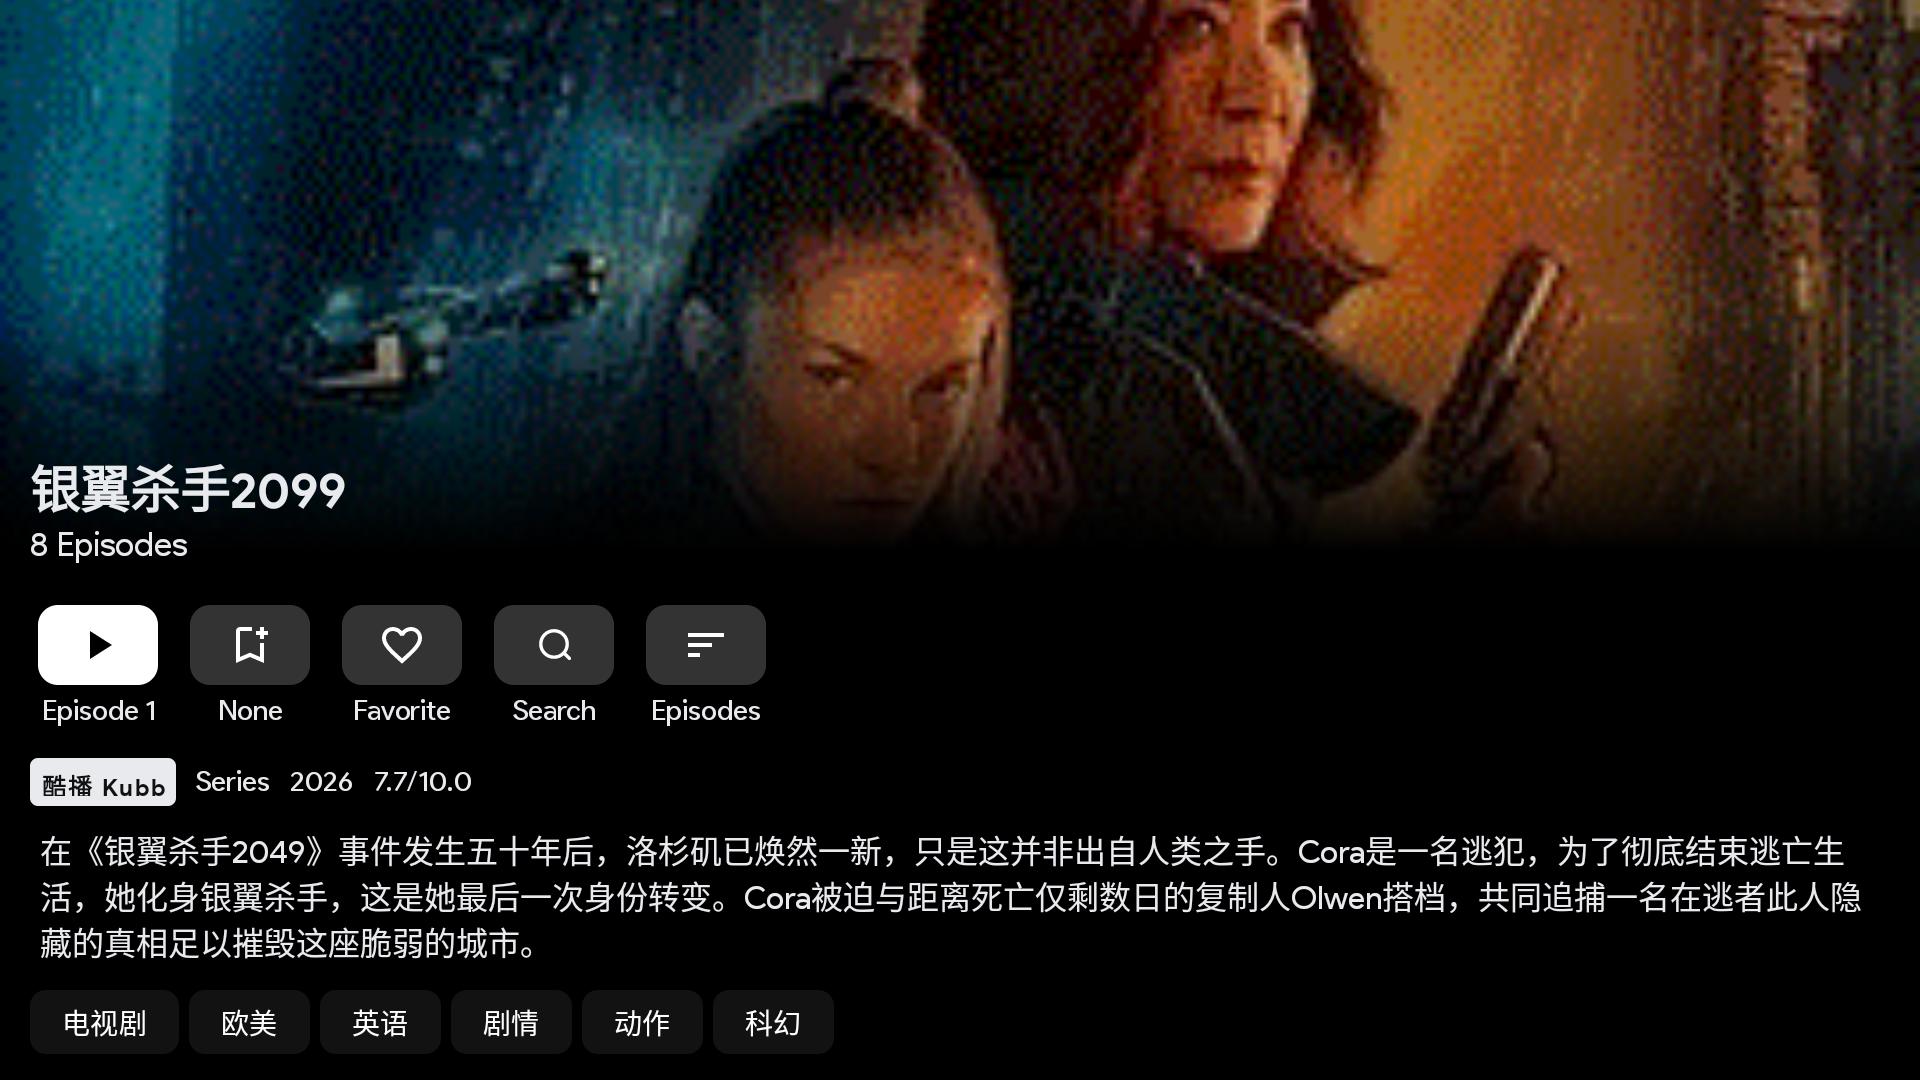 银翼杀手2099
8 Episodes
Episode 1
None
Favorite
Search
Episodes
酷播 Kubb Series 2026 7.7/10.0
在《银翼杀手2049》事件发生五十年后，洛杉矶已焕然一新，只是这并非出自人类之手。Cora是一名逃犯，为了彻底结束逃亡生
活，她化身银翼杀手，这是她最后一次身份转变。Cora被迫与距离死亡仅剩数日的复制人Olwen搭档，共同追捕一名在逃者此人隐
藏的真相足以摧毁这座脆弱的城市。
电视剧 欧美 英语 剧情 动作 科幻